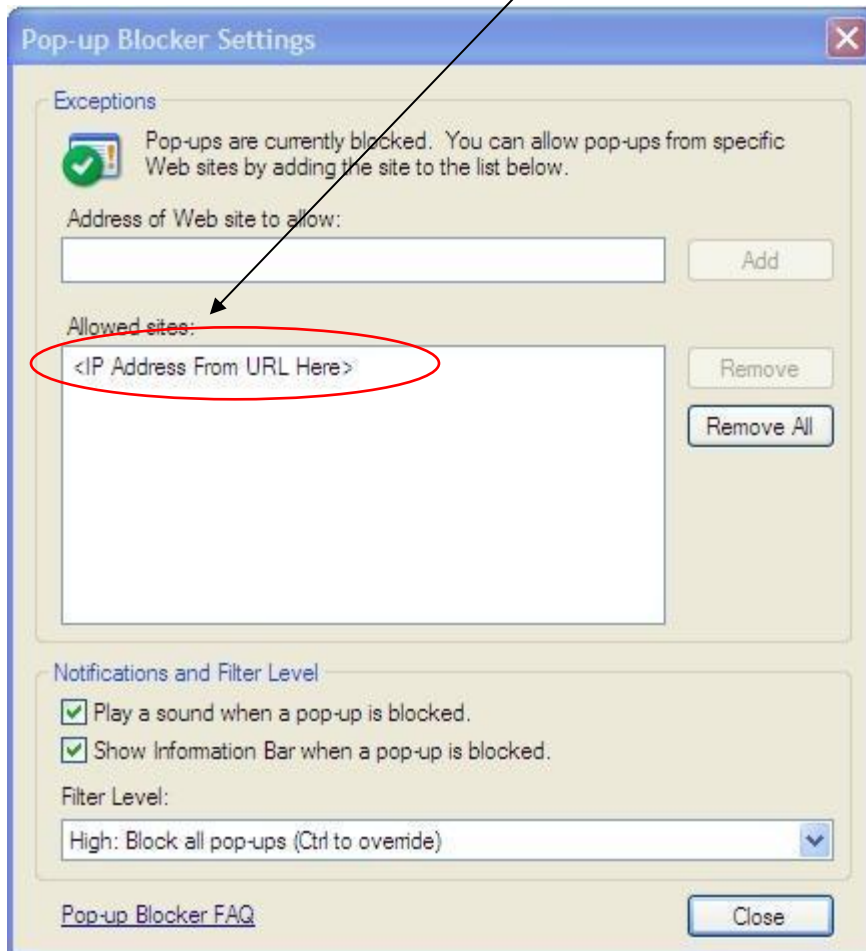 Pop-up Blocker Settings
Exceptions
Pop-ups are currently blocked. You can allow pop-ups from specific
Web sites by adding the site to the list below.
Address of Web site to allow:
Add
Allowed sites:
<IP Address From URL Here>
Remove
Remove All
Notifications and Filter Level
Play a sound when a pop-up is blocked.
Show Information Bar when a pop-up is blocked.
Filter Level:
High: Block all pop-ups (Ctrl to override)
Pop-up Blocker FAQ
Close